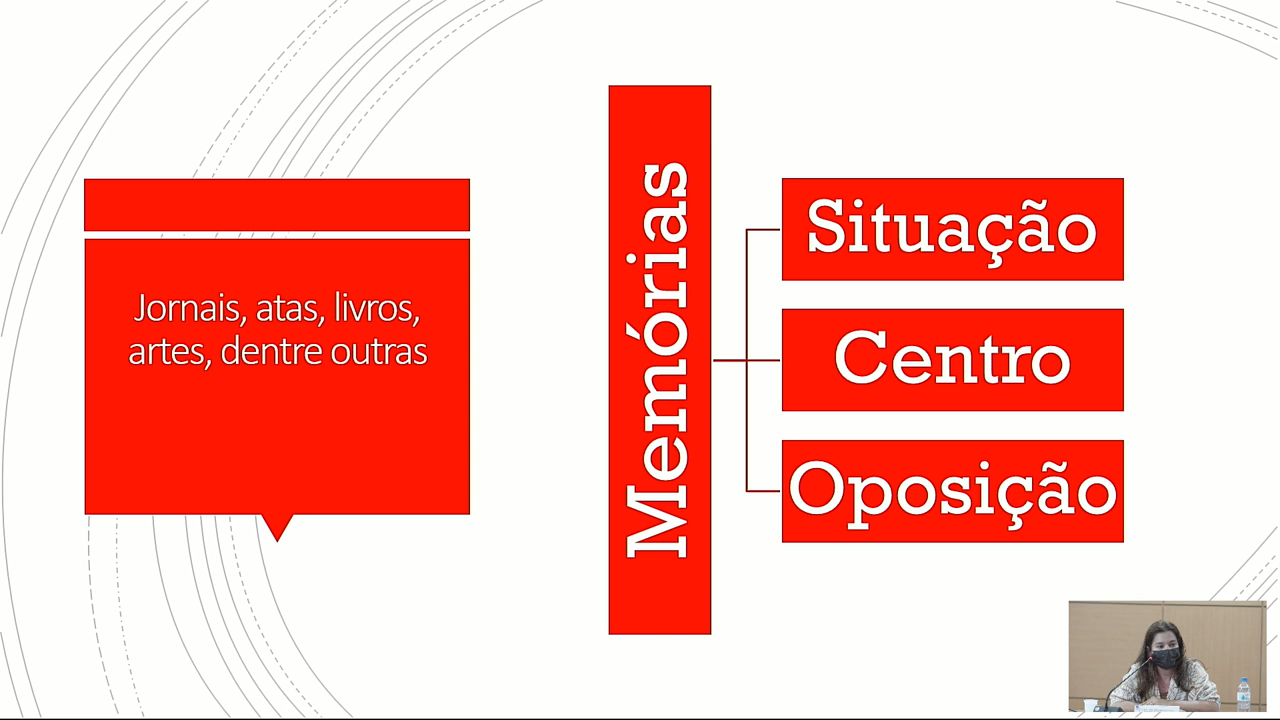 Jornais, atas, livros,
artes, dentre outras
Memórias
Situação
Centro
Oposição